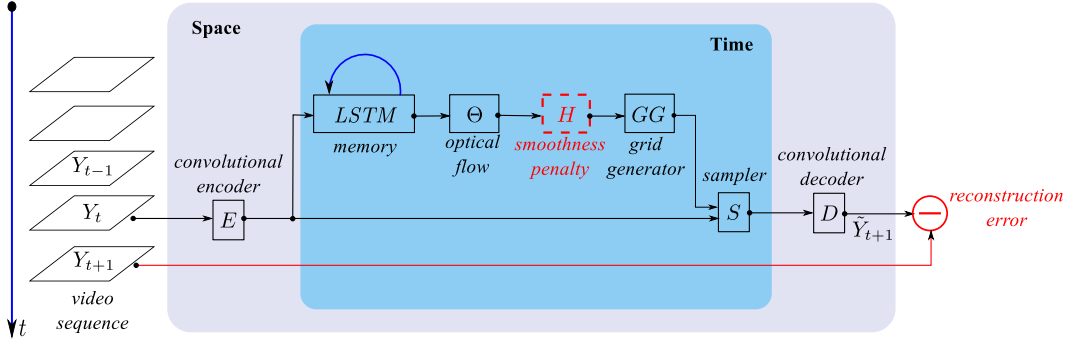 Space
Time
LSTM
memory
Θ
optical
flow
H
smoothness
penalty
GG
grid
generator
convolutional
encoder
E
sampler
S
convolutional
decoder
D
Ỹ_{t+1}
reconstruction
error
Y_{t−1}
Y_t
Y_{t+1}
video
sequence
t